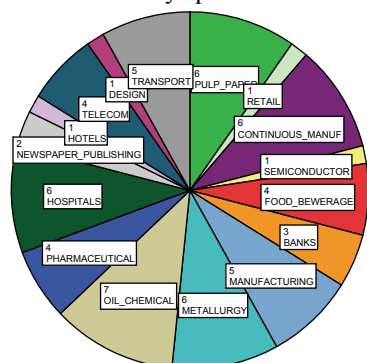 6
PULP_PAPER
1
RETAIL
6
CONTINUOUS_MANUF
1
SEMICONDUCTOR
4
FOOD_BEWERAGE
3
BANKS
5
MANUFACTURING
6
METALLURGY
7
OIL_CHEMICAL
4
PHARMACEUTICAL
6
HOSPITALS
2
NEWSPAPER_PUBLISHING
1
HOTELS
4
TELECOM
1
DESIGN
5
TRANSPORT